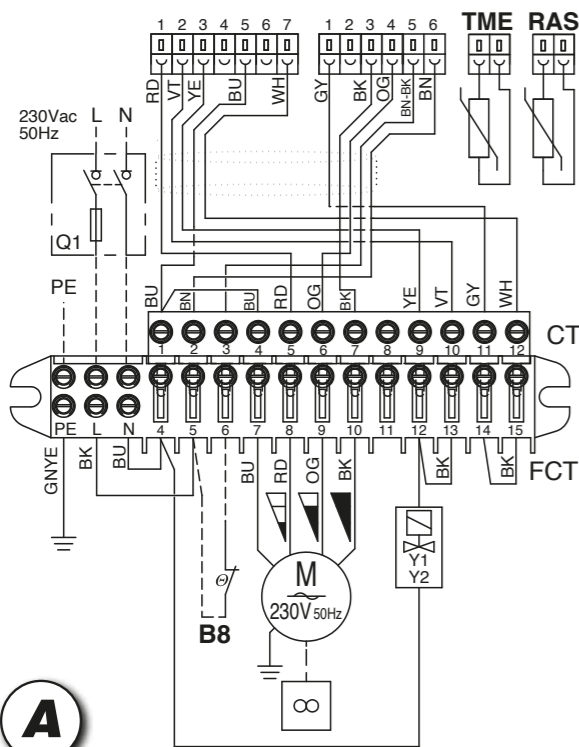 1 2 3 4 5 6 7
1 2 3 4 5 6
TME RAS
RD VT YE BU WH
GY BK OG BN-BK BN
230Vac L N
50Hz
Q1
PE
BU BN BU RD OG BK YE VT GY WH
1 2 3 4 5 6 7 8 9 10 11 12
CT
PE L N 4 5 6 7 8 9 10 11 12 13 14 15
FCT
GNYE BK BU BU RD OG BK BK BK
Θ
B8
M
230V 50Hz
Y1
Y2
A